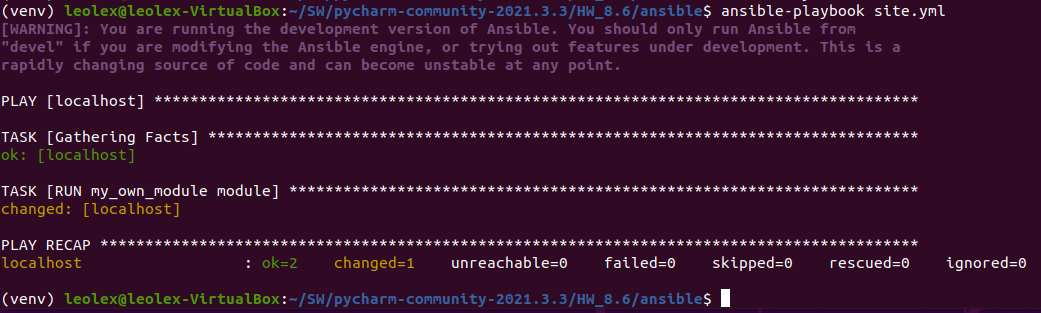 (venv) leolex@leolex-VirtualBox:~/SW/pycharm-community-2021.3.3/HW_8.6/ansible$ ansible-playbook site.yml
[WARNING]: You are running the development version of Ansible. You should only run Ansible from
"devel" if you are modifying the Ansible engine, or trying out features under development. This is a
rapidly changing source of code and can become unstable at any point.
PLAY [localhost] *************************************************************************************
TASK [Gathering Facts] *******************************************************************************
ok: [localhost]
TASK [RUN my_own_module module] **********************************************************************
changed: [localhost]
PLAY RECAP *******************************************************************************************
localhost                  : ok=2    changed=1    unreachable=0    failed=0    skipped=0    rescued=0    ignored=0
(venv) leolex@leolex-VirtualBox:~/SW/pycharm-community-2021.3.3/HW_8.6/ansible$